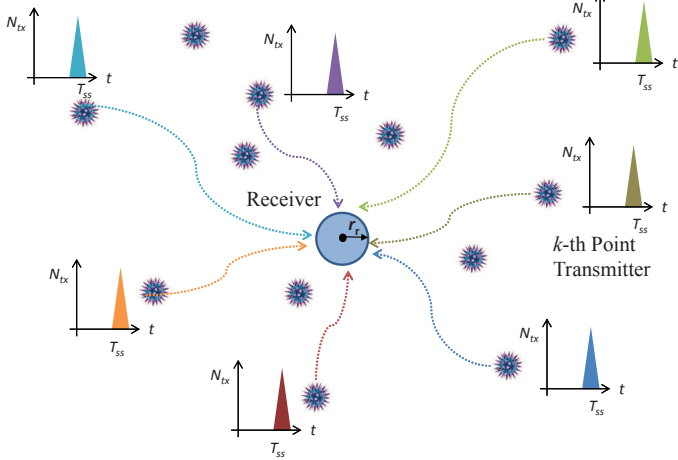 N_tx
t
T_ss
N_tx
t
T_ss
N_tx
t
T_ss
N_tx
t
T_ss
Receiver
r_r
k-th Point
Transmitter
N_tx
t
T_ss
N_tx
t
T_ss
N_tx
t
T_ss